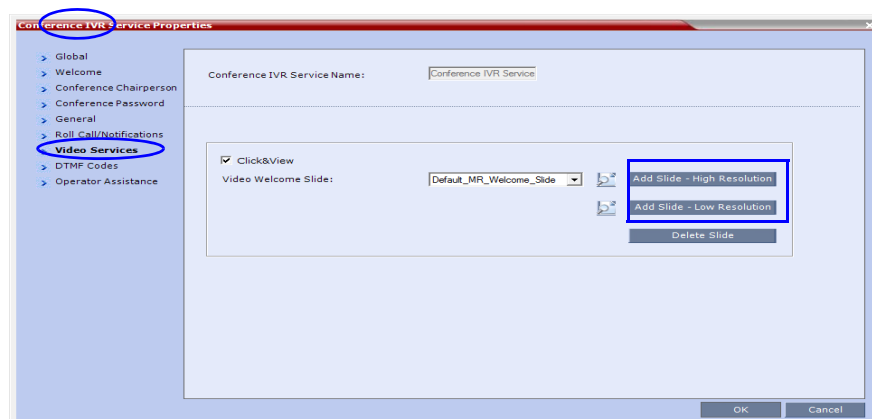 Conference IVR Service Properties
Global
Welcome
Conference Chairperson
Conference Password
General
Roll Call/Notifications
Video Services
DTMF Codes
Operator Assistance
Conference IVR Service Name: Conference IVR Service
Click&View
Video Welcome Slide: Default_MR_Welcome_Slide Add Slide - High Resolution
Add Slide - Low Resolution
Delete Slide
OK Cancel